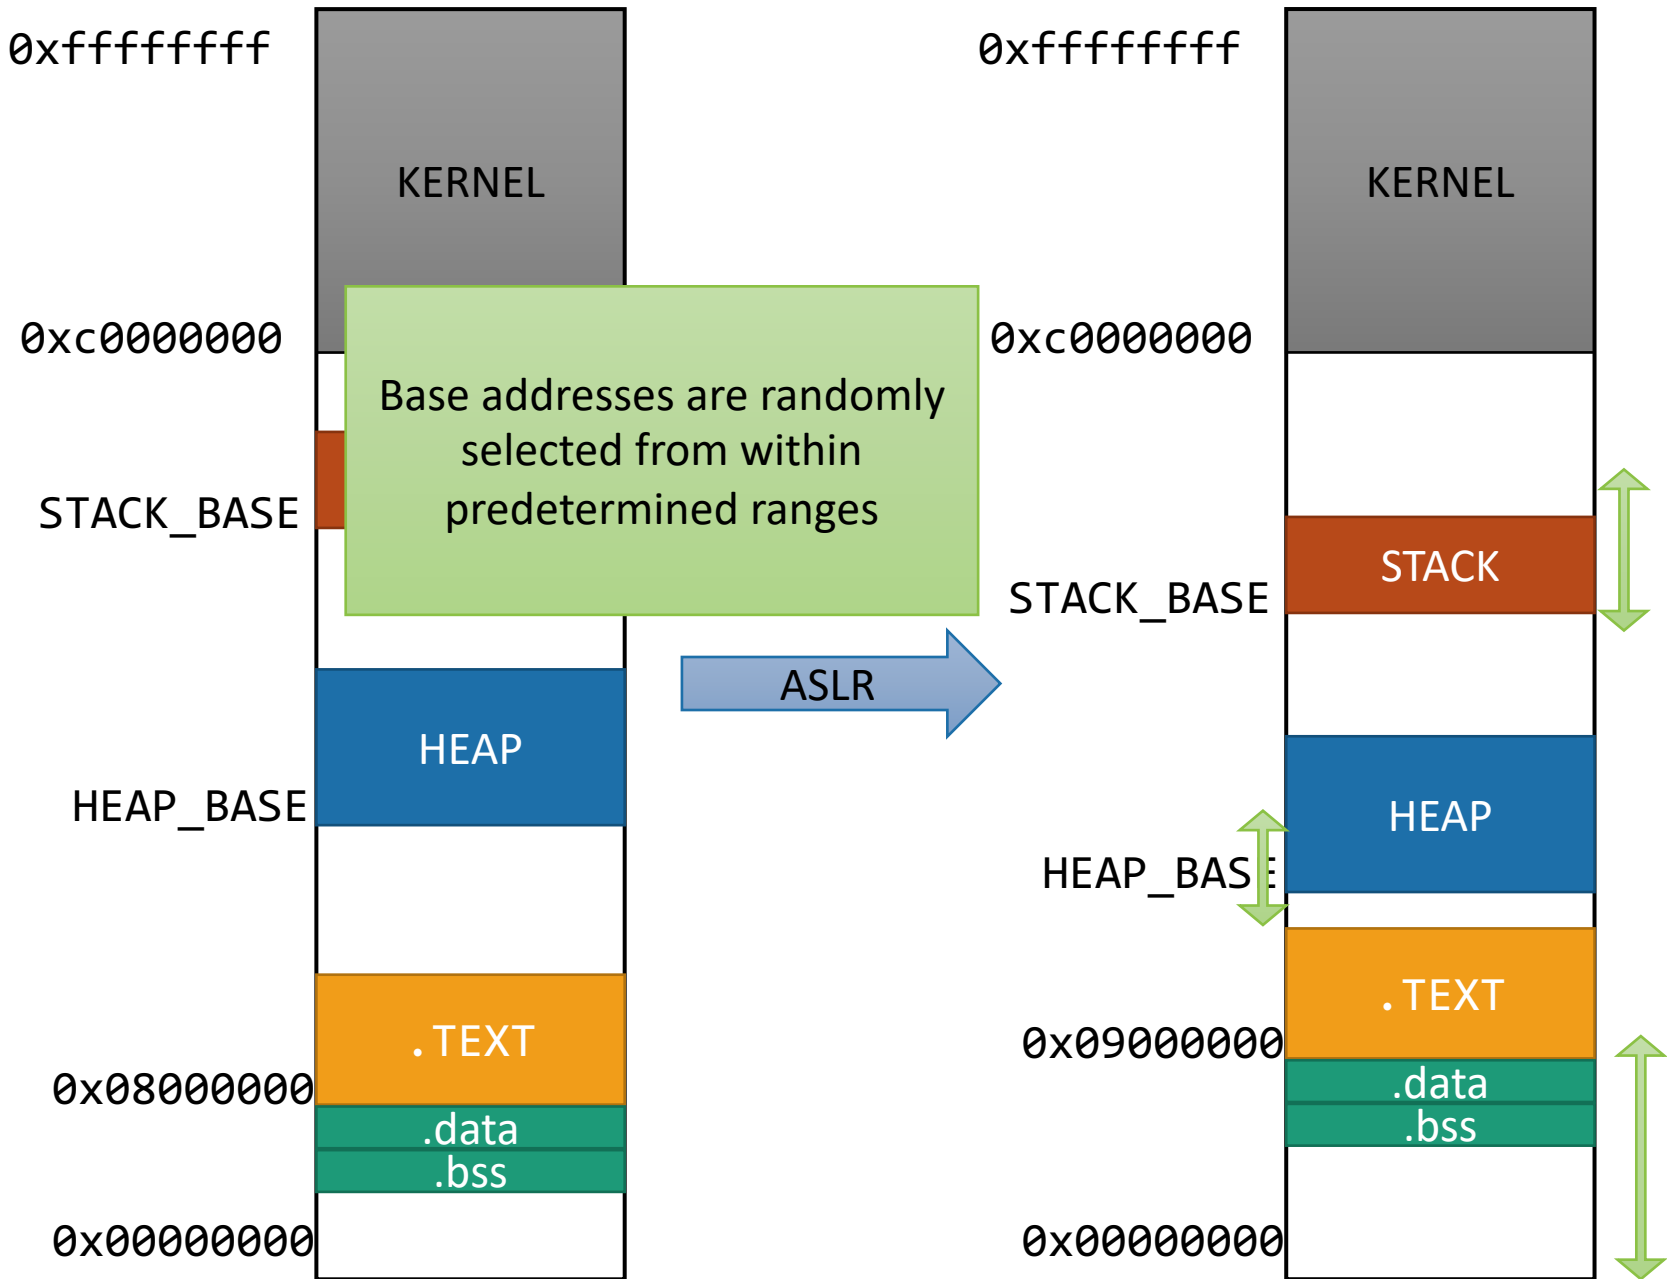 0xffffffff
KERNEL
0xc0000000
Base addresses are randomly
selected from within
predetermined ranges
STACK_BASE
HEAP
HEAP_BASE
.TEXT
0x08000000
.data
.bss
0x00000000
ASLR
0xffffffff
KERNEL
0xc0000000
STACK
STACK_BASE
HEAP
HEAP_BASE
.TEXT
0x09000000
.data
.bss
0x00000000